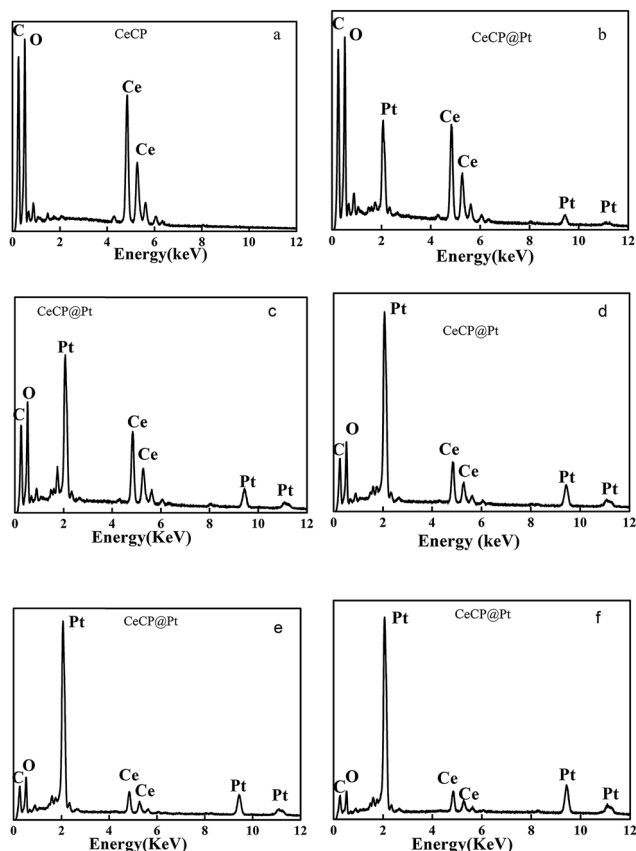 C
O
CeCP
a
Ce
Ce
0 2 4 6 8 10 12
Energy(keV)
C
O
CeCP@Pt
b
Pt
Ce
Ce
Pt
Pt
0 2 4 6 8 10 12
Energy(keV)
CeCP@Pt
c
Pt
O
C
Ce
Ce
Pt
Pt
0 2 4 6 8 10 12
Energy(KeV)
Pt
CeCP@Pt
d
O
C
Ce
Ce
Pt
Pt
0 2 4 6 8 10 12
Energy (keV)
Pt
CeCP@Pt
e
O
C
Ce
Ce
Pt
Pt
0 2 4 6 8 10 12
Energy(KeV)
Pt
CeCP@Pt
f
O
C
Ce
Ce
Pt
Pt
0 2 4 6 8 10 12
Energy(KeV)